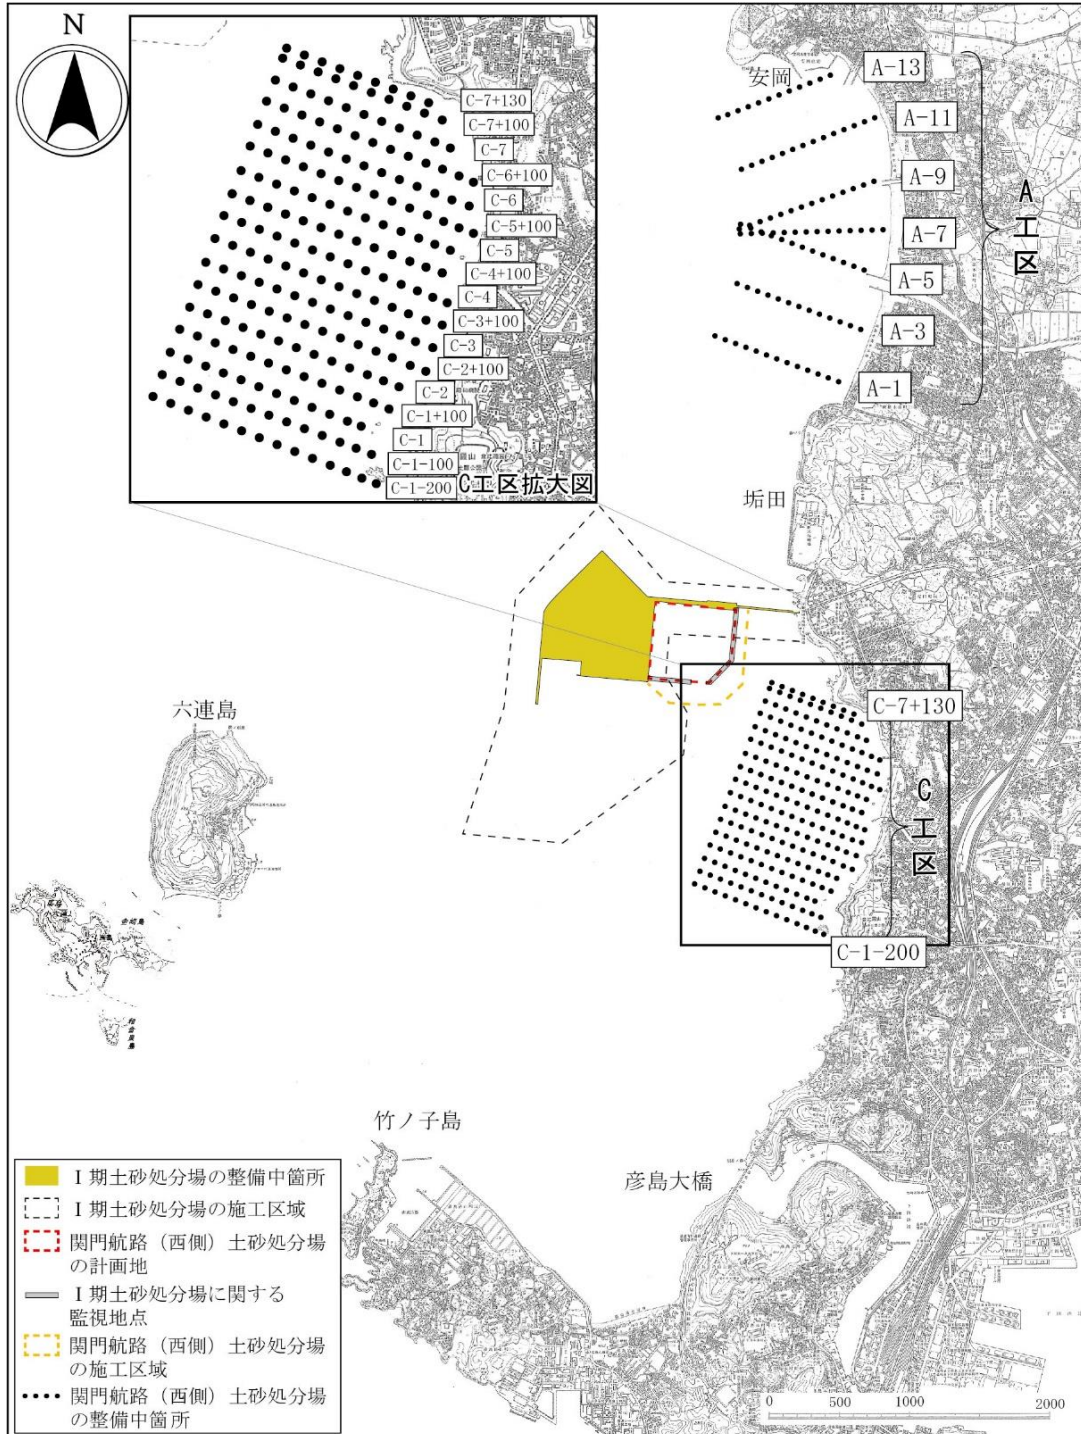 N
C-7+130
C-7+100
C-7
C-6+100
C-6
C-5+100
C-5
C-4+100
C-4
C-3+100
C-3
C-2+100
C-2
C-1+100
C-1
C-1-100
C-1-200
C工区拡大図
安岡
A-13
A-11
A-9
A-7
A-5
A-3
A-1
A工区
垢田
六連島
C-7+130
C工区
C-1-200
竹ノ子島
彦島大橋
Ⅰ期土砂処分場の整備中箇所
Ⅰ期土砂処分場の施工区域
関門航路（西側）土砂処分場
の計画地
Ⅰ期土砂処分場に関する
監視地点
関門航路（西側）土砂処分場
の施工区域
関門航路（西側）土砂処分場
の整備中箇所
0 500 1000 2000